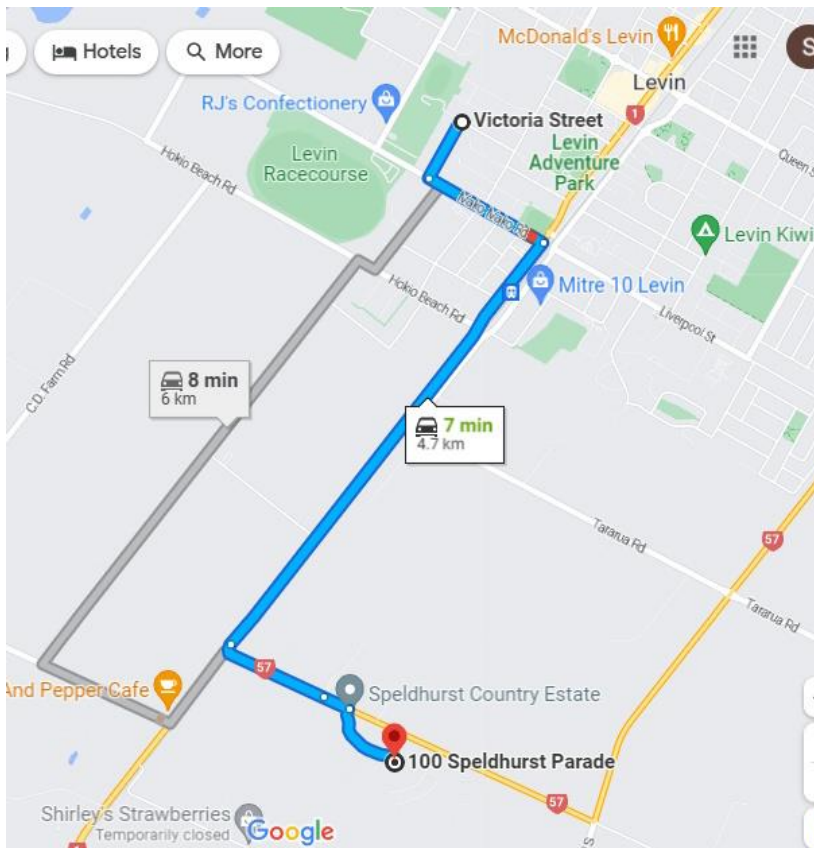 Hotels
More
McDonald's Levin
S
Levin
RJ's Confectionery
Victoria Street
1
Levin
Racecourse
Levin
Adventure
Park
Queen S
Hokio Beach Rd
Mako Mako Rd
Levin Kiwi
Mitre 10 Levin
Hokio Beach Rd
Liverpool St
8 min
6 km
C.D. Farm Rd
7 min
4.7 km
Tararua Rd
57
Tararua Rd
57
And Pepper Cafe
Speldhurst Country Estate
100 Speldhurst Parade
57
Shirley's Strawberries
Temporarily closed
Google
S